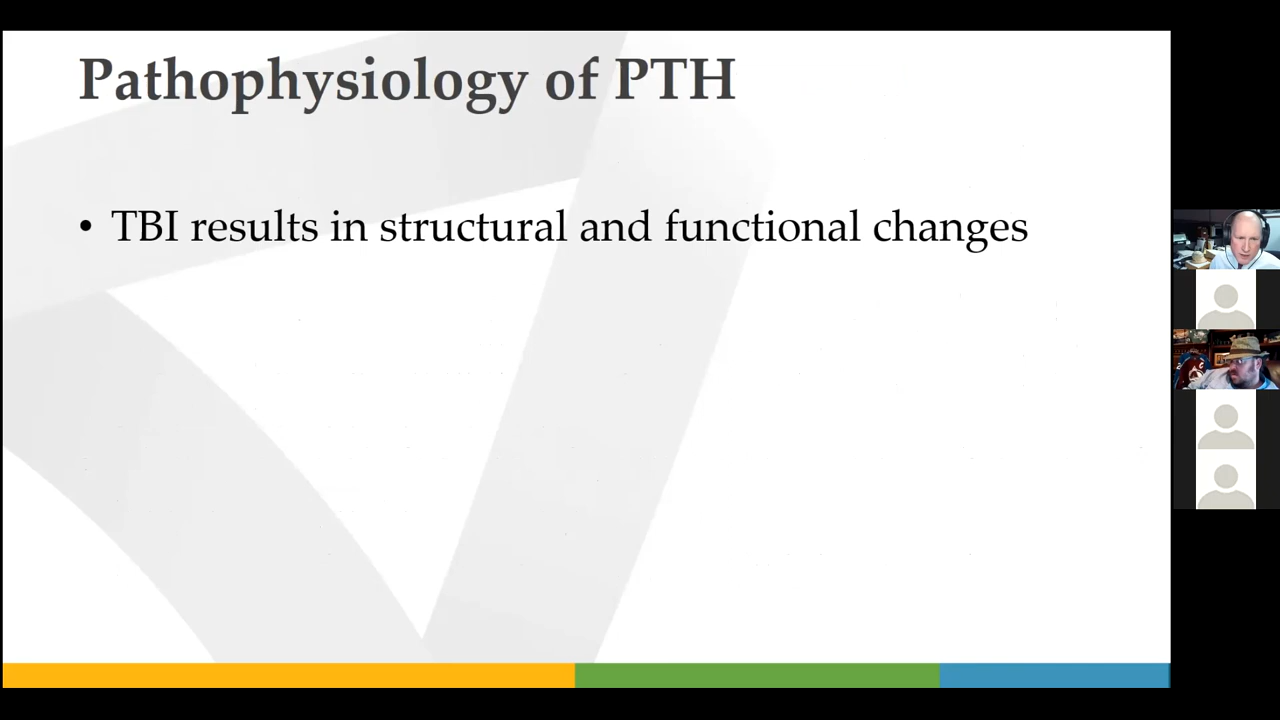 Pathophysiology of PTH
• TBI results in structural and functional changes